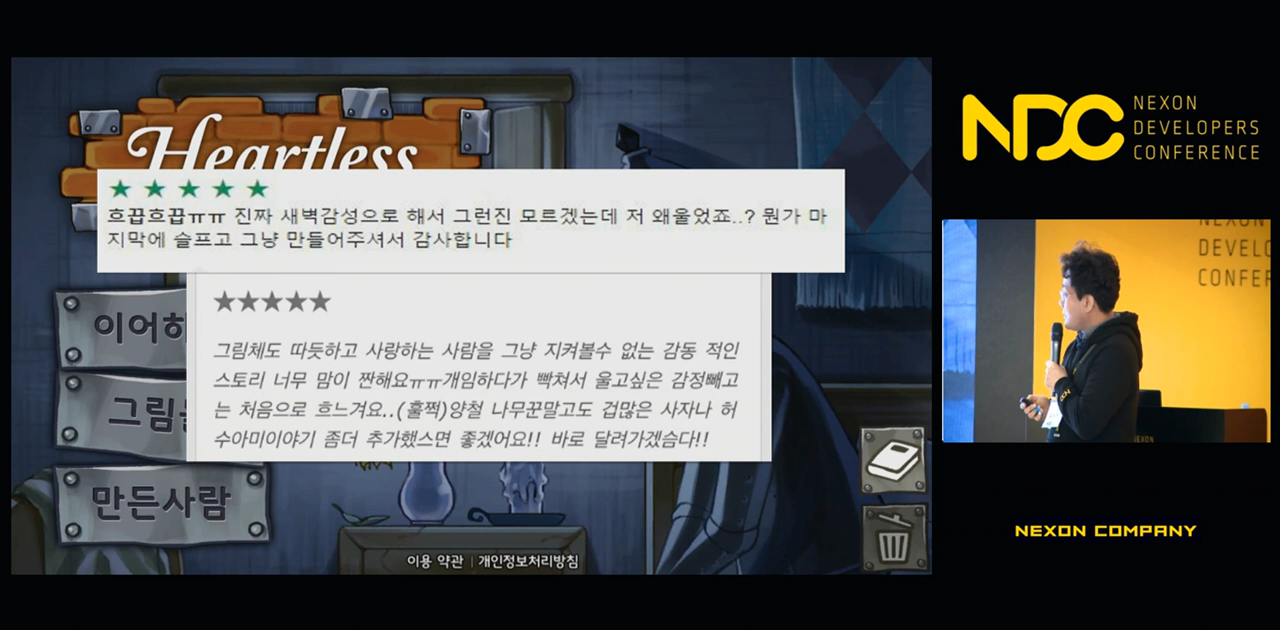 Heartless
★ ★ ★ ★ ★
흐끕흐끕ㅠㅠ 진짜 새벽감성으로 해서 그런진 모르겠는데 저 왜울었죠..? 뭔가 마
지막에 슬프고 그냥 만들어주셔서 감사합니다
★★★★★
그림체도 따듯하고 사랑하는 사람을 그냥 지켜볼수 없는 감동 적인
스토리 너무 맘이 짠해요ㅠㅠ개임하다가 빡쳐서 울고싶은 감정빼고
는 처음으로 흐느겨요..(훌쩍)양철 나무꾼말고도 겁많은 사자나 허
수아미이야기 좀더 추가했스면 좋겠어요!! 바로 달려가겠슴다!!
이어하
그림
만든사람
이용 약관 | 개인정보처리방침
NDC NEXON
DEVELOPERS
CONFERENCE
NEXON
DEVELO
CONFER
NEXON COMPANY